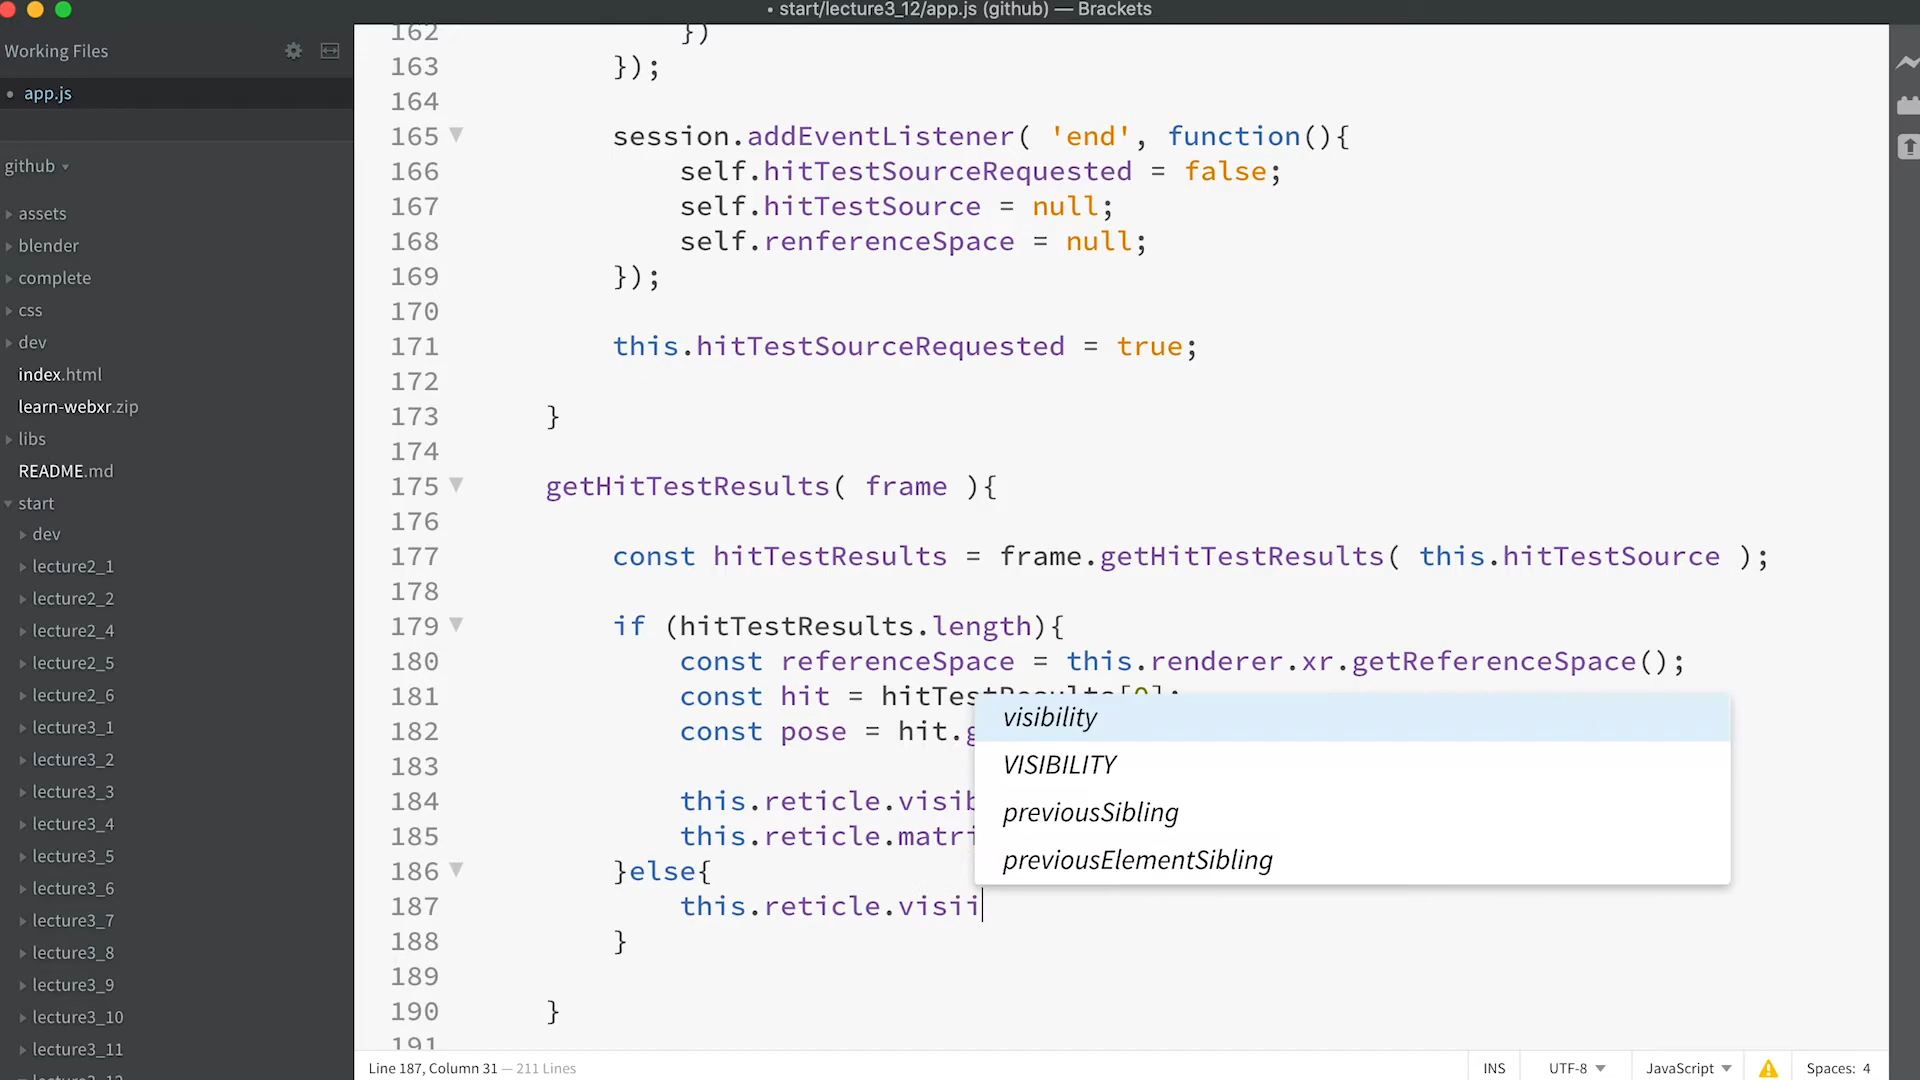 • start/lecture3_12/app.js (github) — Brackets
Working Files
• app.js
github
assets
blender
complete
css
dev
index.html
learn-webxr.zip
libs
README.md
start
dev
lecture2_1
lecture2_2
lecture2_4
lecture2_5
lecture2_6
lecture3_1
lecture3_2
lecture3_3
lecture3_4
lecture3_5
lecture3_6
lecture3_7
lecture3_8
lecture3_9
lecture3_10
lecture3_11
162 })
163 });
164
165 session.addEventListener( 'end', function(){
166 self.hitTestSourceRequested = false;
167 self.hitTestSource = null;
168 self.renferenceSpace = null;
169 });
170
171 this.hitTestSourceRequested = true;
172
173 }
174
175 getHitTestResults( frame ){
176
177 const hitTestResults = frame.getHitTestResults( this.hitTestSource );
178
179 if (hitTestResults.length){
180 const referenceSpace = this.renderer.xr.getReferenceSpace();
181 const hit = hitTestResults[0];
182 const pose = hit.g
183
184 this.reticle.visib
185 this.reticle.matri
186 }else{
187 this.reticle.visii
188 }
189
190 }
191
visibility
VISIBILITY
previousSibling
previousElementSibling
Line 187, Column 31 — 211 Lines
INS
UTF-8
JavaScript
Spaces: 4